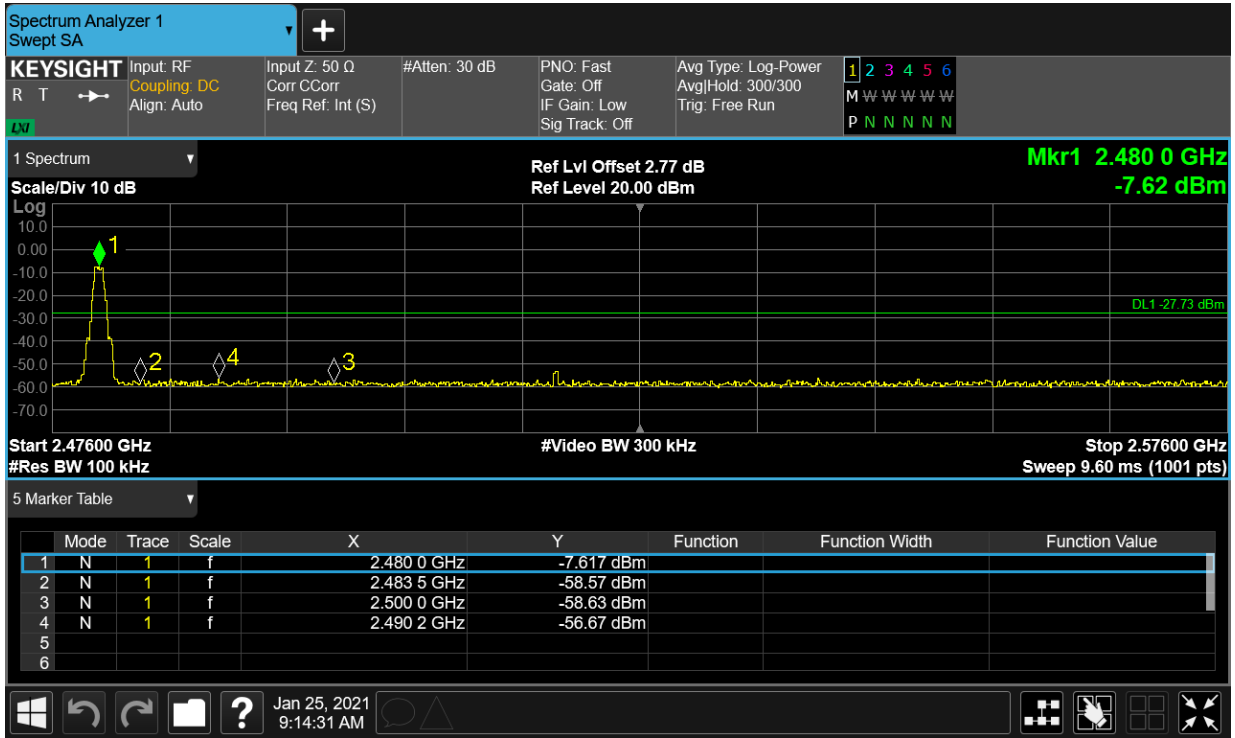 Spectrum Analyzer 1
Swept SA
KEYSIGHT
R T
LXI
Input: RF
Coupling: DC
Align: Auto
Input Z: 50 Ω
Corr CCorr
Freq Ref: Int (S)
#Atten: 30 dB
PNO: Fast
Gate: Off
IF Gain: Low
Sig Track: Off
Avg Type: Log-Power
Avg|Hold: 300/300
Trig: Free Run
1 2 3 4 5 6
M W W W W W
P N N N N N
1 Spectrum
Scale/Div 10 dB
Ref Lvl Offset 2.77 dB
Ref Level 20.00 dBm
Mkr1 2.480 0 GHz
-7.62 dBm
Log
10.0
0.00
-10.0
-20.0
-30.0
-40.0
-50.0
-60.0
-70.0
1
2
4
3
DL1 -27.73 dBm
Start 2.47600 GHz
#Video BW 300 kHz
Stop 2.57600 GHz
#Res BW 100 kHz
Sweep 9.60 ms (1001 pts)
5 Marker Table
Mode Trace Scale X Y Function Function Width Function Value
1 N 1 f 2.480 0 GHz -7.617 dBm
2 N 1 f 2.483 5 GHz -58.57 dBm
3 N 1 f 2.500 0 GHz -58.63 dBm
4 N 1 f 2.490 2 GHz -56.67 dBm
5
6
?
Jan 25, 2021
9:14:31 AM